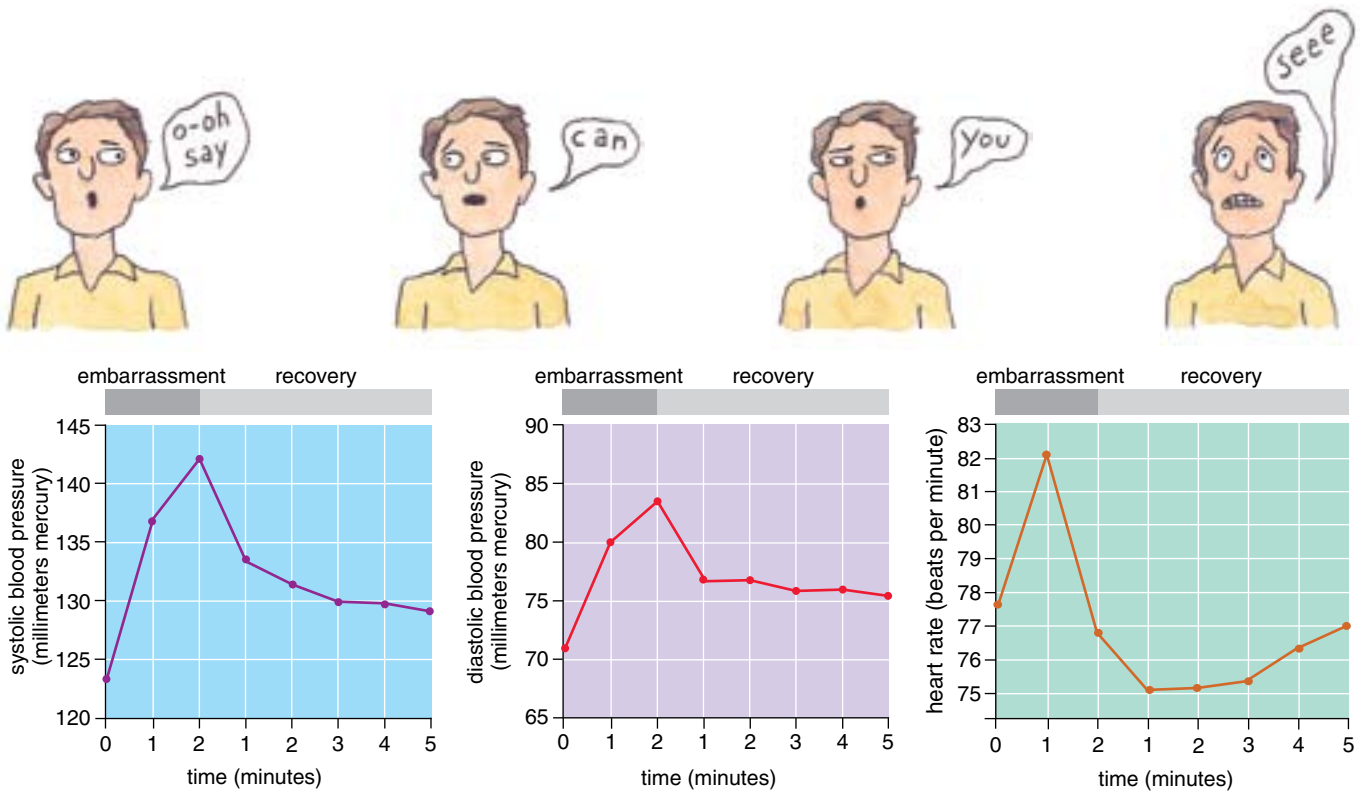 o-oh
say
can
you
seee
embarrassment recovery
145
140
135
130
125
120
systolic blood pressure
(millimeters mercury)
0 1 2 1 2 3 4 5
time (minutes)
embarrassment recovery
90
85
80
75
70
65
diastolic blood pressure
(millimeters mercury)
0 1 2 1 2 3 4 5
time (minutes)
embarrassment recovery
83
82
81
80
79
78
77
76
75
heart rate (beats per minute)
0 1 2 1 2 3 4 5
time (minutes)